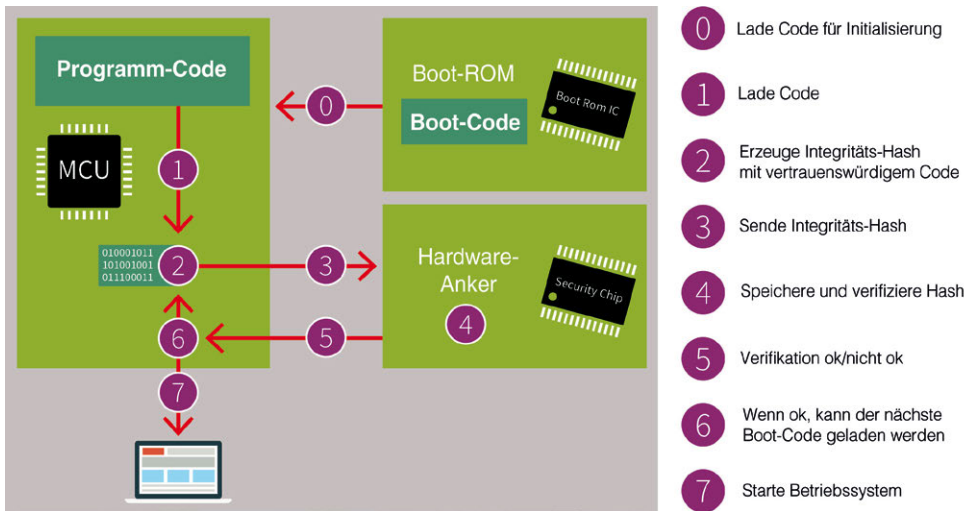 Programm-Code
MCU
1
010001011
101001001
011100011
2
0
Boot-ROM
Boot-Code
Boot Rom IC
3
Hardware-
Anker
4
Security Chip
5
6
7
0 Lade Code für Initialisierung
1 Lade Code
2 Erzeuge Integritäts-Hash
mit vertrauenswürdigem Code
3 Sende Integritäts-Hash
4 Speichere und verifiziere Hash
5 Verifikation ok/nicht ok
6 Wenn ok, kann der nächste
Boot-Code geladen werden
7 Starte Betriebssystem